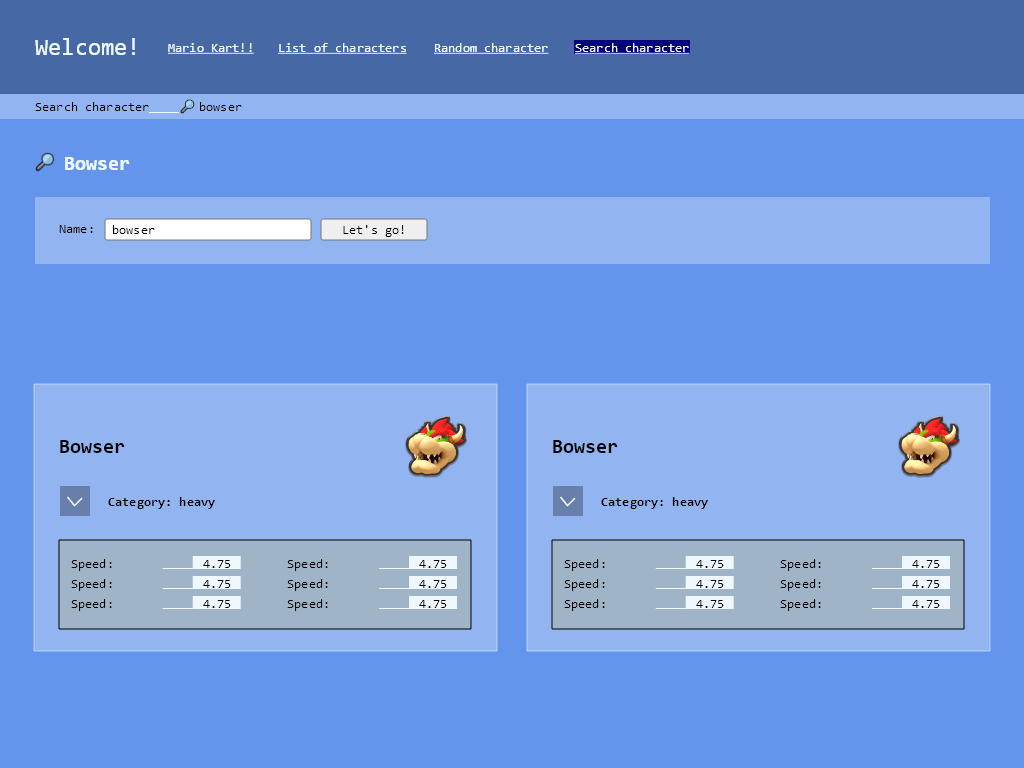 Welcome! Mario Kart!! List of characters Random character Search character
Search character bowser
Bowser
Name: bowser Let's go!
Bowser
Category: heavy
Speed: 4.75 Speed: 4.75
Speed: 4.75 Speed: 4.75
Speed: 4.75 Speed: 4.75
Bowser
Category: heavy
Speed: 4.75 Speed: 4.75
Speed: 4.75 Speed: 4.75
Speed: 4.75 Speed: 4.75